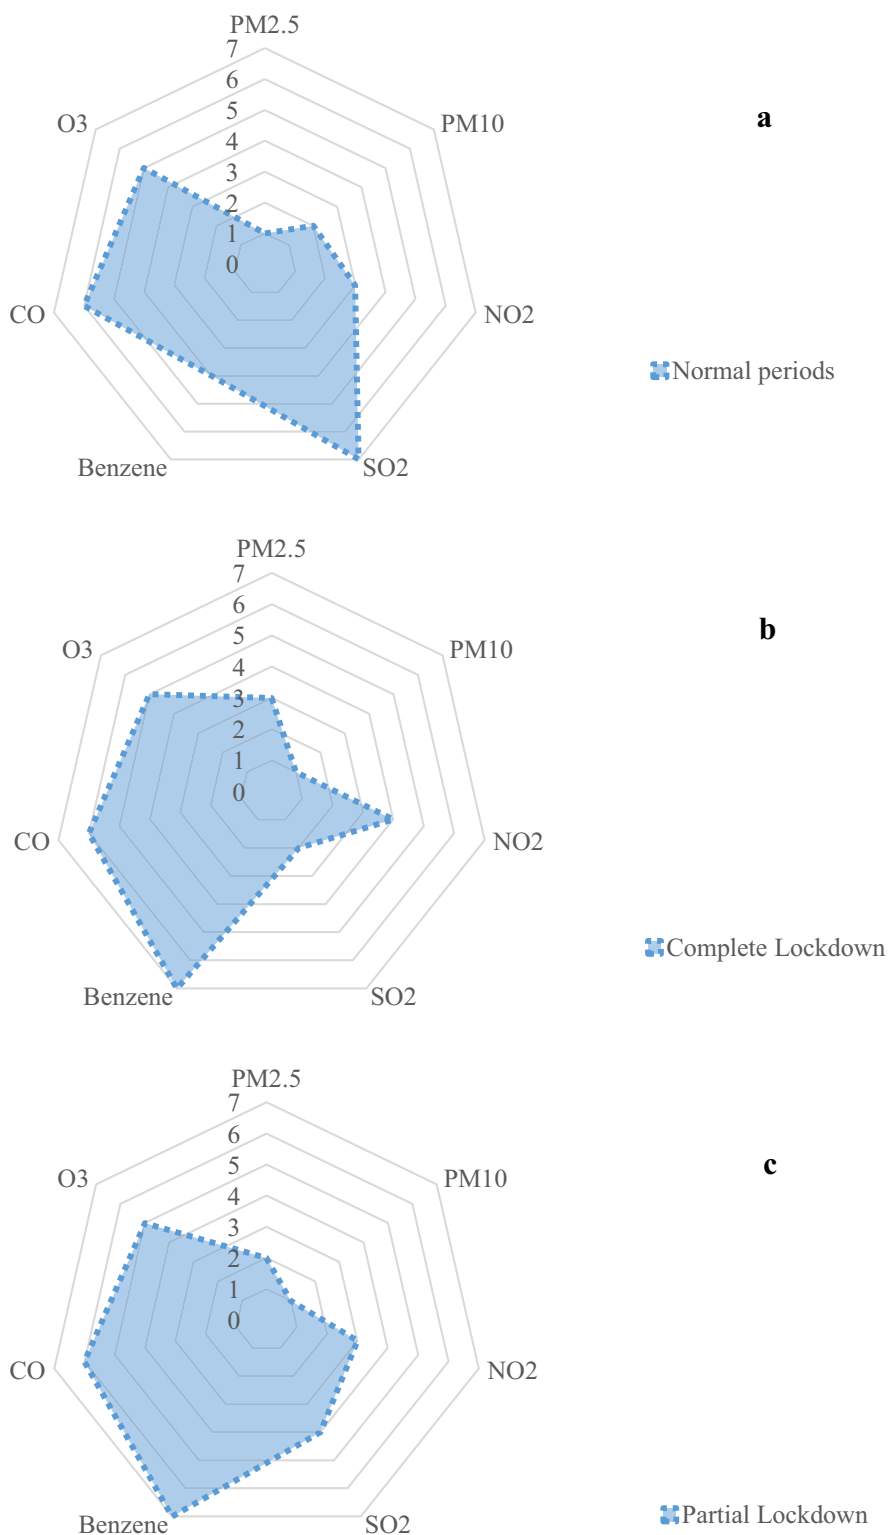 PM2.5
7
6
5
4
3
2
1
0
O3
PM10
a
CO
NO2
Normal periods
Benzene
SO2
PM2.5
7
6
5
4
3
2
1
0
O3
PM10
b
CO
NO2
Complete Lockdown
Benzene
SO2
PM2.5
7
6
5
4
3
2
1
0
O3
PM10
c
CO
NO2
Benzene
SO2
Partial Lockdown